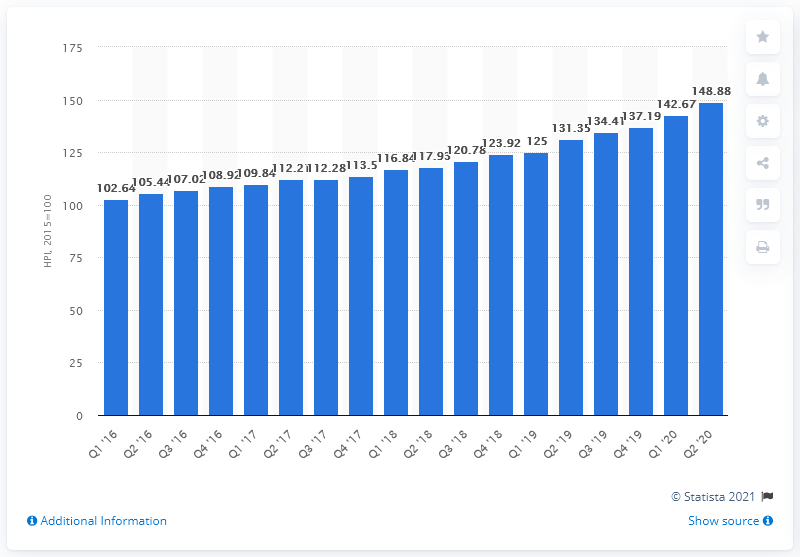 175
150
125
100
75
50
25
0
HPI, 2015=100
102.64
105.44
107.02
108.92
109.84
112.27
112.28
113.5
116.84
117.93
120.78
123.92
125
131.35
134.41
137.19
142.67
148.88
Q1 '16
Q2 '16
Q3 '16
Q4 '16
Q1 '17
Q2 '17
Q3 '17
Q4 '17
Q1 '18
Q2 '18
Q3 '18
Q4 '18
Q1 '19
Q2 '19
Q3 '19
Q4 '19
Q1 '20
Q2 '20
© Statista 2021
Additional Information
Show source